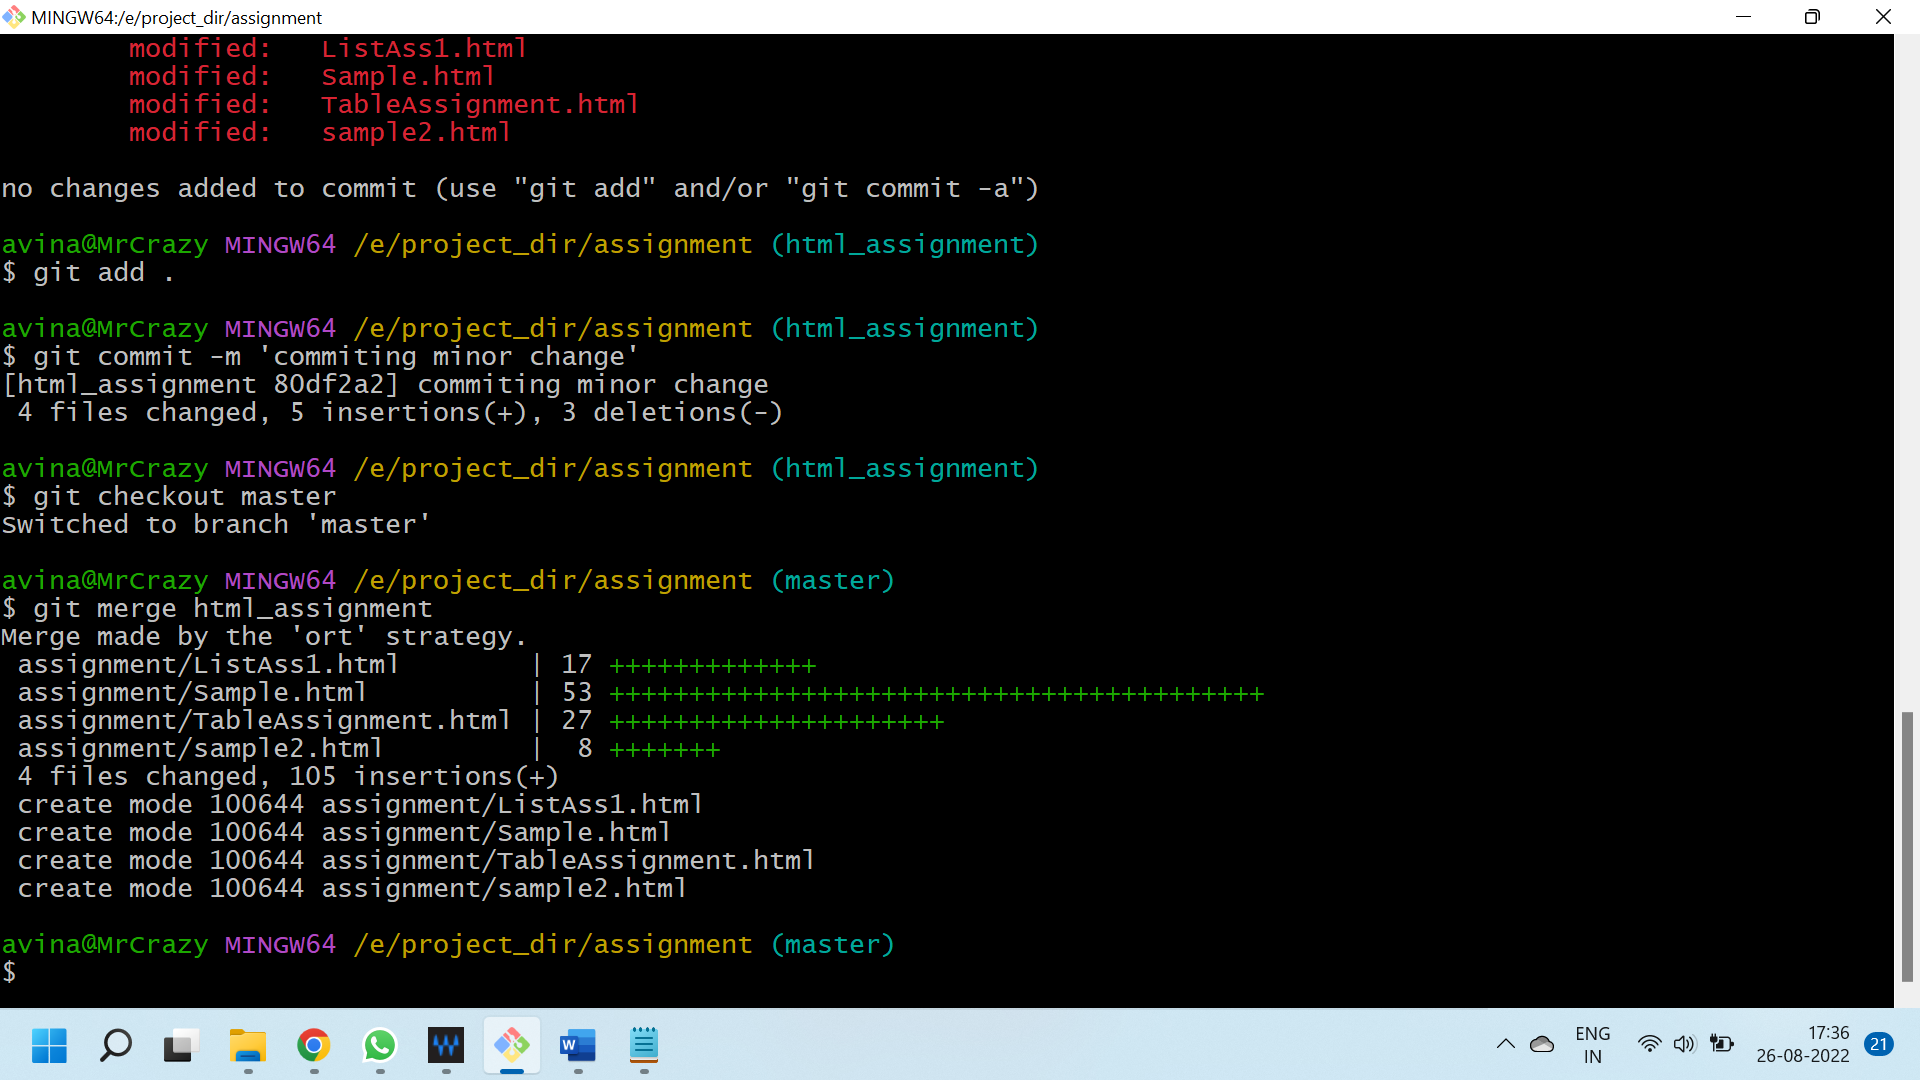 MINGW64:/e/project_dir/assignment
modified:   ListAss1.html
modified:   Sample.html
modified:   TableAssignment.html
modified:   sample2.html
no changes added to commit (use "git add" and/or "git commit -a")
avina@MrCrazy MINGW64 /e/project_dir/assignment (html_assignment)
$ git add .
avina@MrCrazy MINGW64 /e/project_dir/assignment (html_assignment)
$ git commit -m 'commiting minor change'
[html_assignment 80df2a2] commiting minor change
 4 files changed, 5 insertions(+), 3 deletions(-)
avina@MrCrazy MINGW64 /e/project_dir/assignment (html_assignment)
$ git checkout master
Switched to branch 'master'
avina@MrCrazy MINGW64 /e/project_dir/assignment (master)
$ git merge html_assignment
Merge made by the 'ort' strategy.
 assignment/ListAss1.html        | 17 +++++++++++++
 assignment/Sample.html          | 53 +++++++++++++++++++++++++++++++++++++++++
 assignment/TableAssignment.html | 27 +++++++++++++++++++++
 assignment/sample2.html         |  8 +++++++
 4 files changed, 105 insertions(+)
 create mode 100644 assignment/ListAss1.html
 create mode 100644 assignment/Sample.html
 create mode 100644 assignment/TableAssignment.html
 create mode 100644 assignment/sample2.html
avina@MrCrazy MINGW64 /e/project_dir/assignment (master)
$
W
ENG
IN
17:36
26-08-2022
21